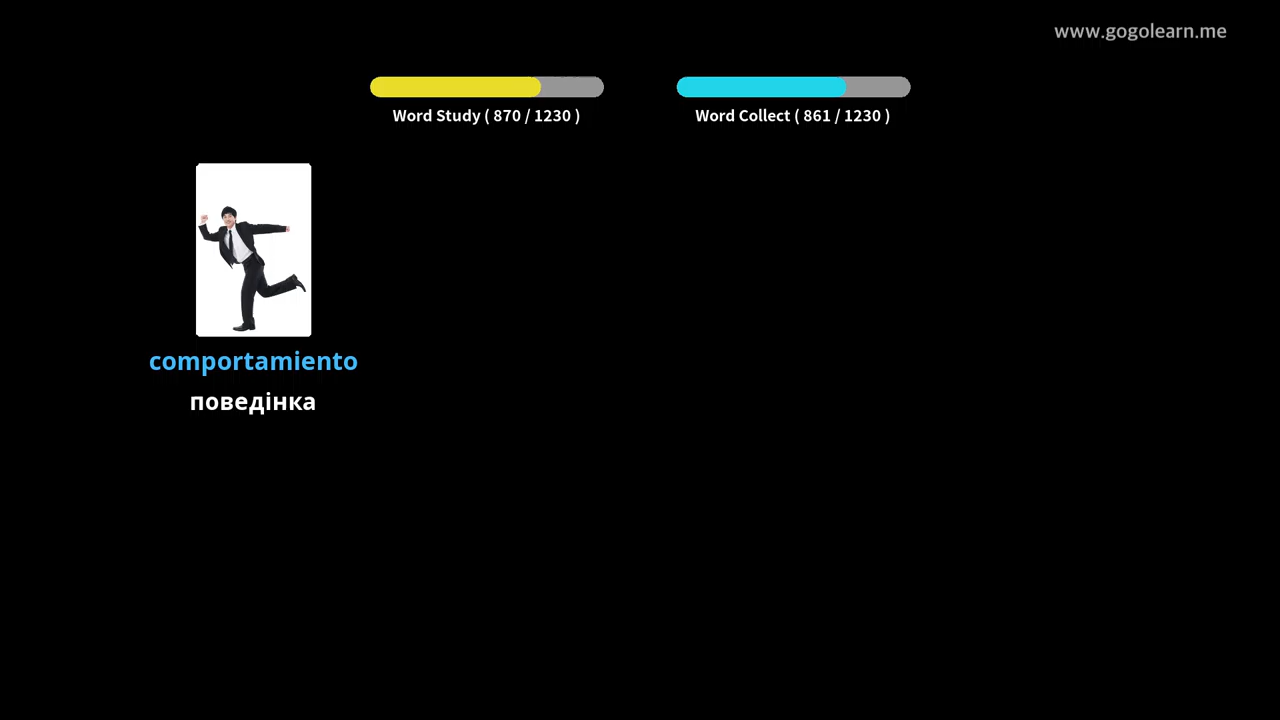 www.gogolearn.me
Word Study ( 870 / 1230 )
Word Collect ( 861 / 1230 )
comportamiento
поведінка